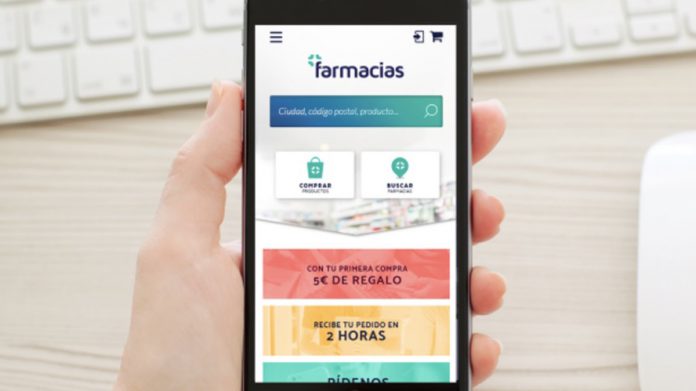 farmacias
Ciudad, código postal, producto...
COMPRAR
PRODUCTOS
BUSCAR
FARMACIAS
CON TU PRIMERA COMPRA
5€ DE REGALO
RECIBE TU PEDIDO EN
2 HORAS
PÍDENOS